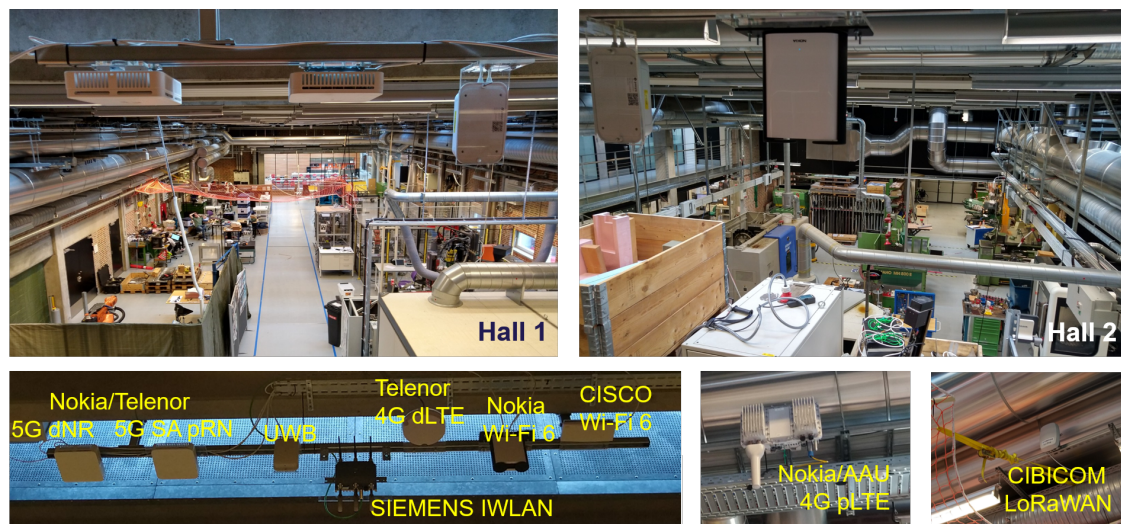 Hall 1
Hall 2
Nokia/Telenor
5G dNR 5G SA pRN
UWB
Telenor
4G dLTE
Nokia
Wi-Fi 6
CISCO
Wi-Fi 6
SIEMENS IWLAN
Nokia/AAU
4G pLTE
CIBICOM
LoRaWAN